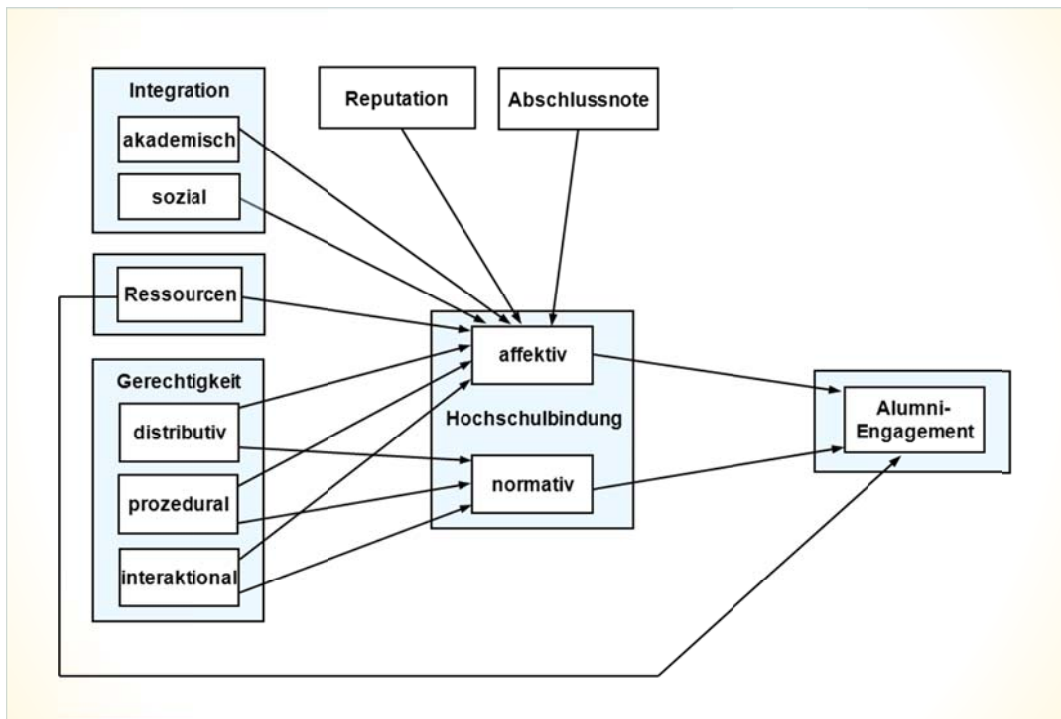 Integration
akademisch
sozial
Reputation
Abschlussnote
Ressourcen
Gerechtigkeit
distributiv
prozedural
interaktional
affektiv
Hochschulbindung
normativ
Alumni-
Engagement